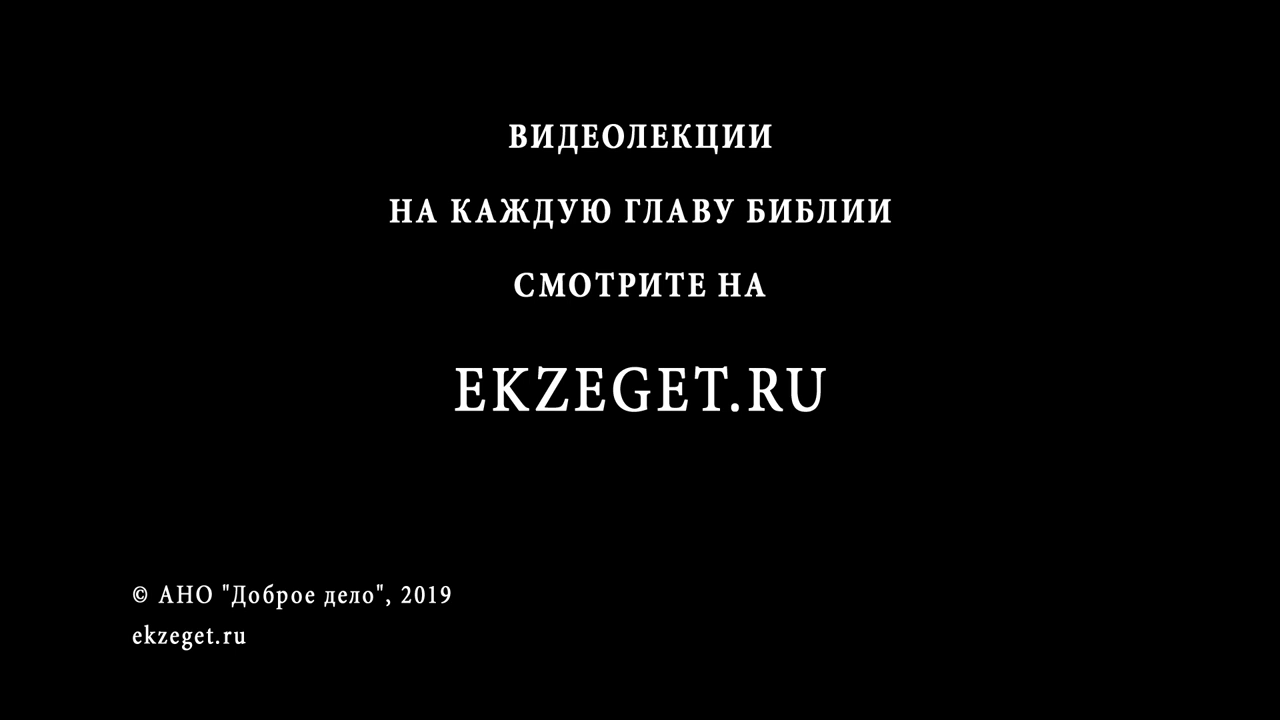 ВИДЕОЛЕКЦИИ
НА КАЖДУЮ ГЛАВУ БИБЛИИ
СМОТРИТЕ НА
EKZEGET.RU
© АНО "Доброе дело", 2019
ekzeget.ru